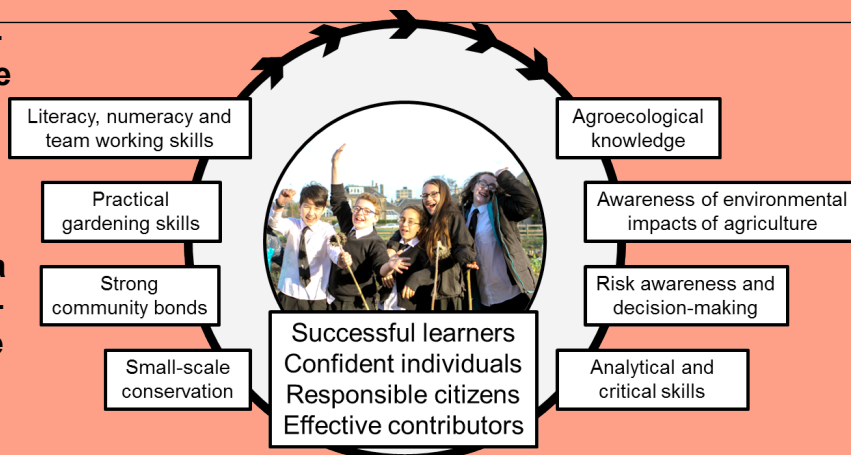 Literacy, numeracy and
team working skills
Practical
gardening skills
Strong
community bonds
Small-scale
conservation
Successful learners
Confident individuals
Responsible citizens
Effective contributors
Agroecological
knowledge
Awareness of environmental
impacts of agriculture
Risk awareness and
decision-making
Analytical and
critical skills